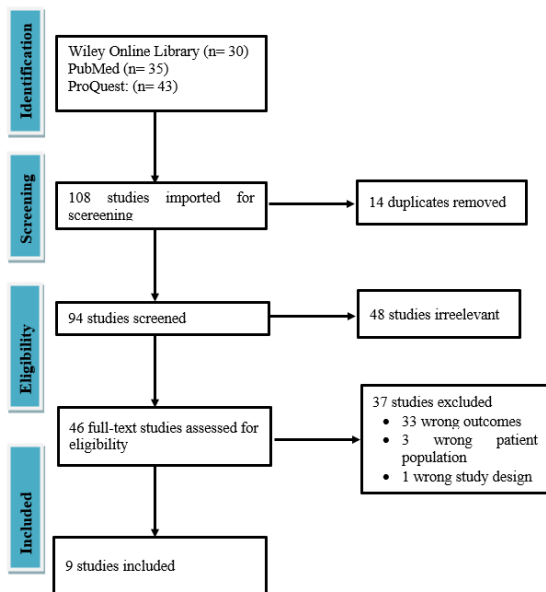 Identification
Wiley Online Library (n= 30)
PubMed (n= 35)
ProQuest: (n= 43)
Screening
108 studies imported for
scereening
14 duplicates removed
Eligibility
94 studies screened
48 studies irrelevant
46 full-text studies assessed for
eligibility
37 studies excluded
• 33 wrong outcomes
• 3 wrong patient
population
• 1 wrong study design
Included
9 studies included